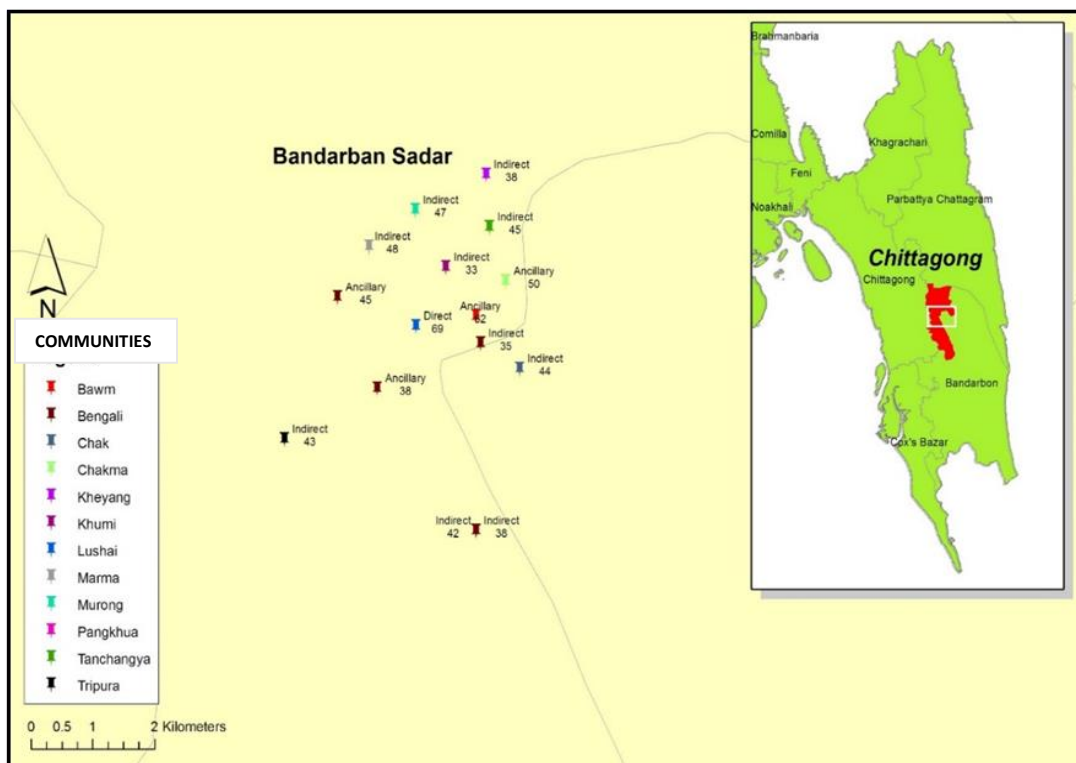 Bandarban Sadar
Indirect
38
Indirect
47
Indirect
45
Indirect
48
Indirect
33
Ancillary
50
Ancillary
45
Ancillary
62
Direct
69
Indirect
35
Indirect
44
Ancillary
38
Indirect
43
Indirect Indirect
42 38
N
COMMUNITIES
Bawm
Bengali
Chak
Chakma
Kheyang
Khumi
Lushai
Marma
Murong
Pangkhua
Tanchangya
Tripura
0 0.5 1 2 Kilometers
Brahmanbaria
Comilla
Khagrachari
Feni
Noakhali
Parbattya Chattagram
Chittagong
Chittagong
Bandarbon
Cox's Bazar